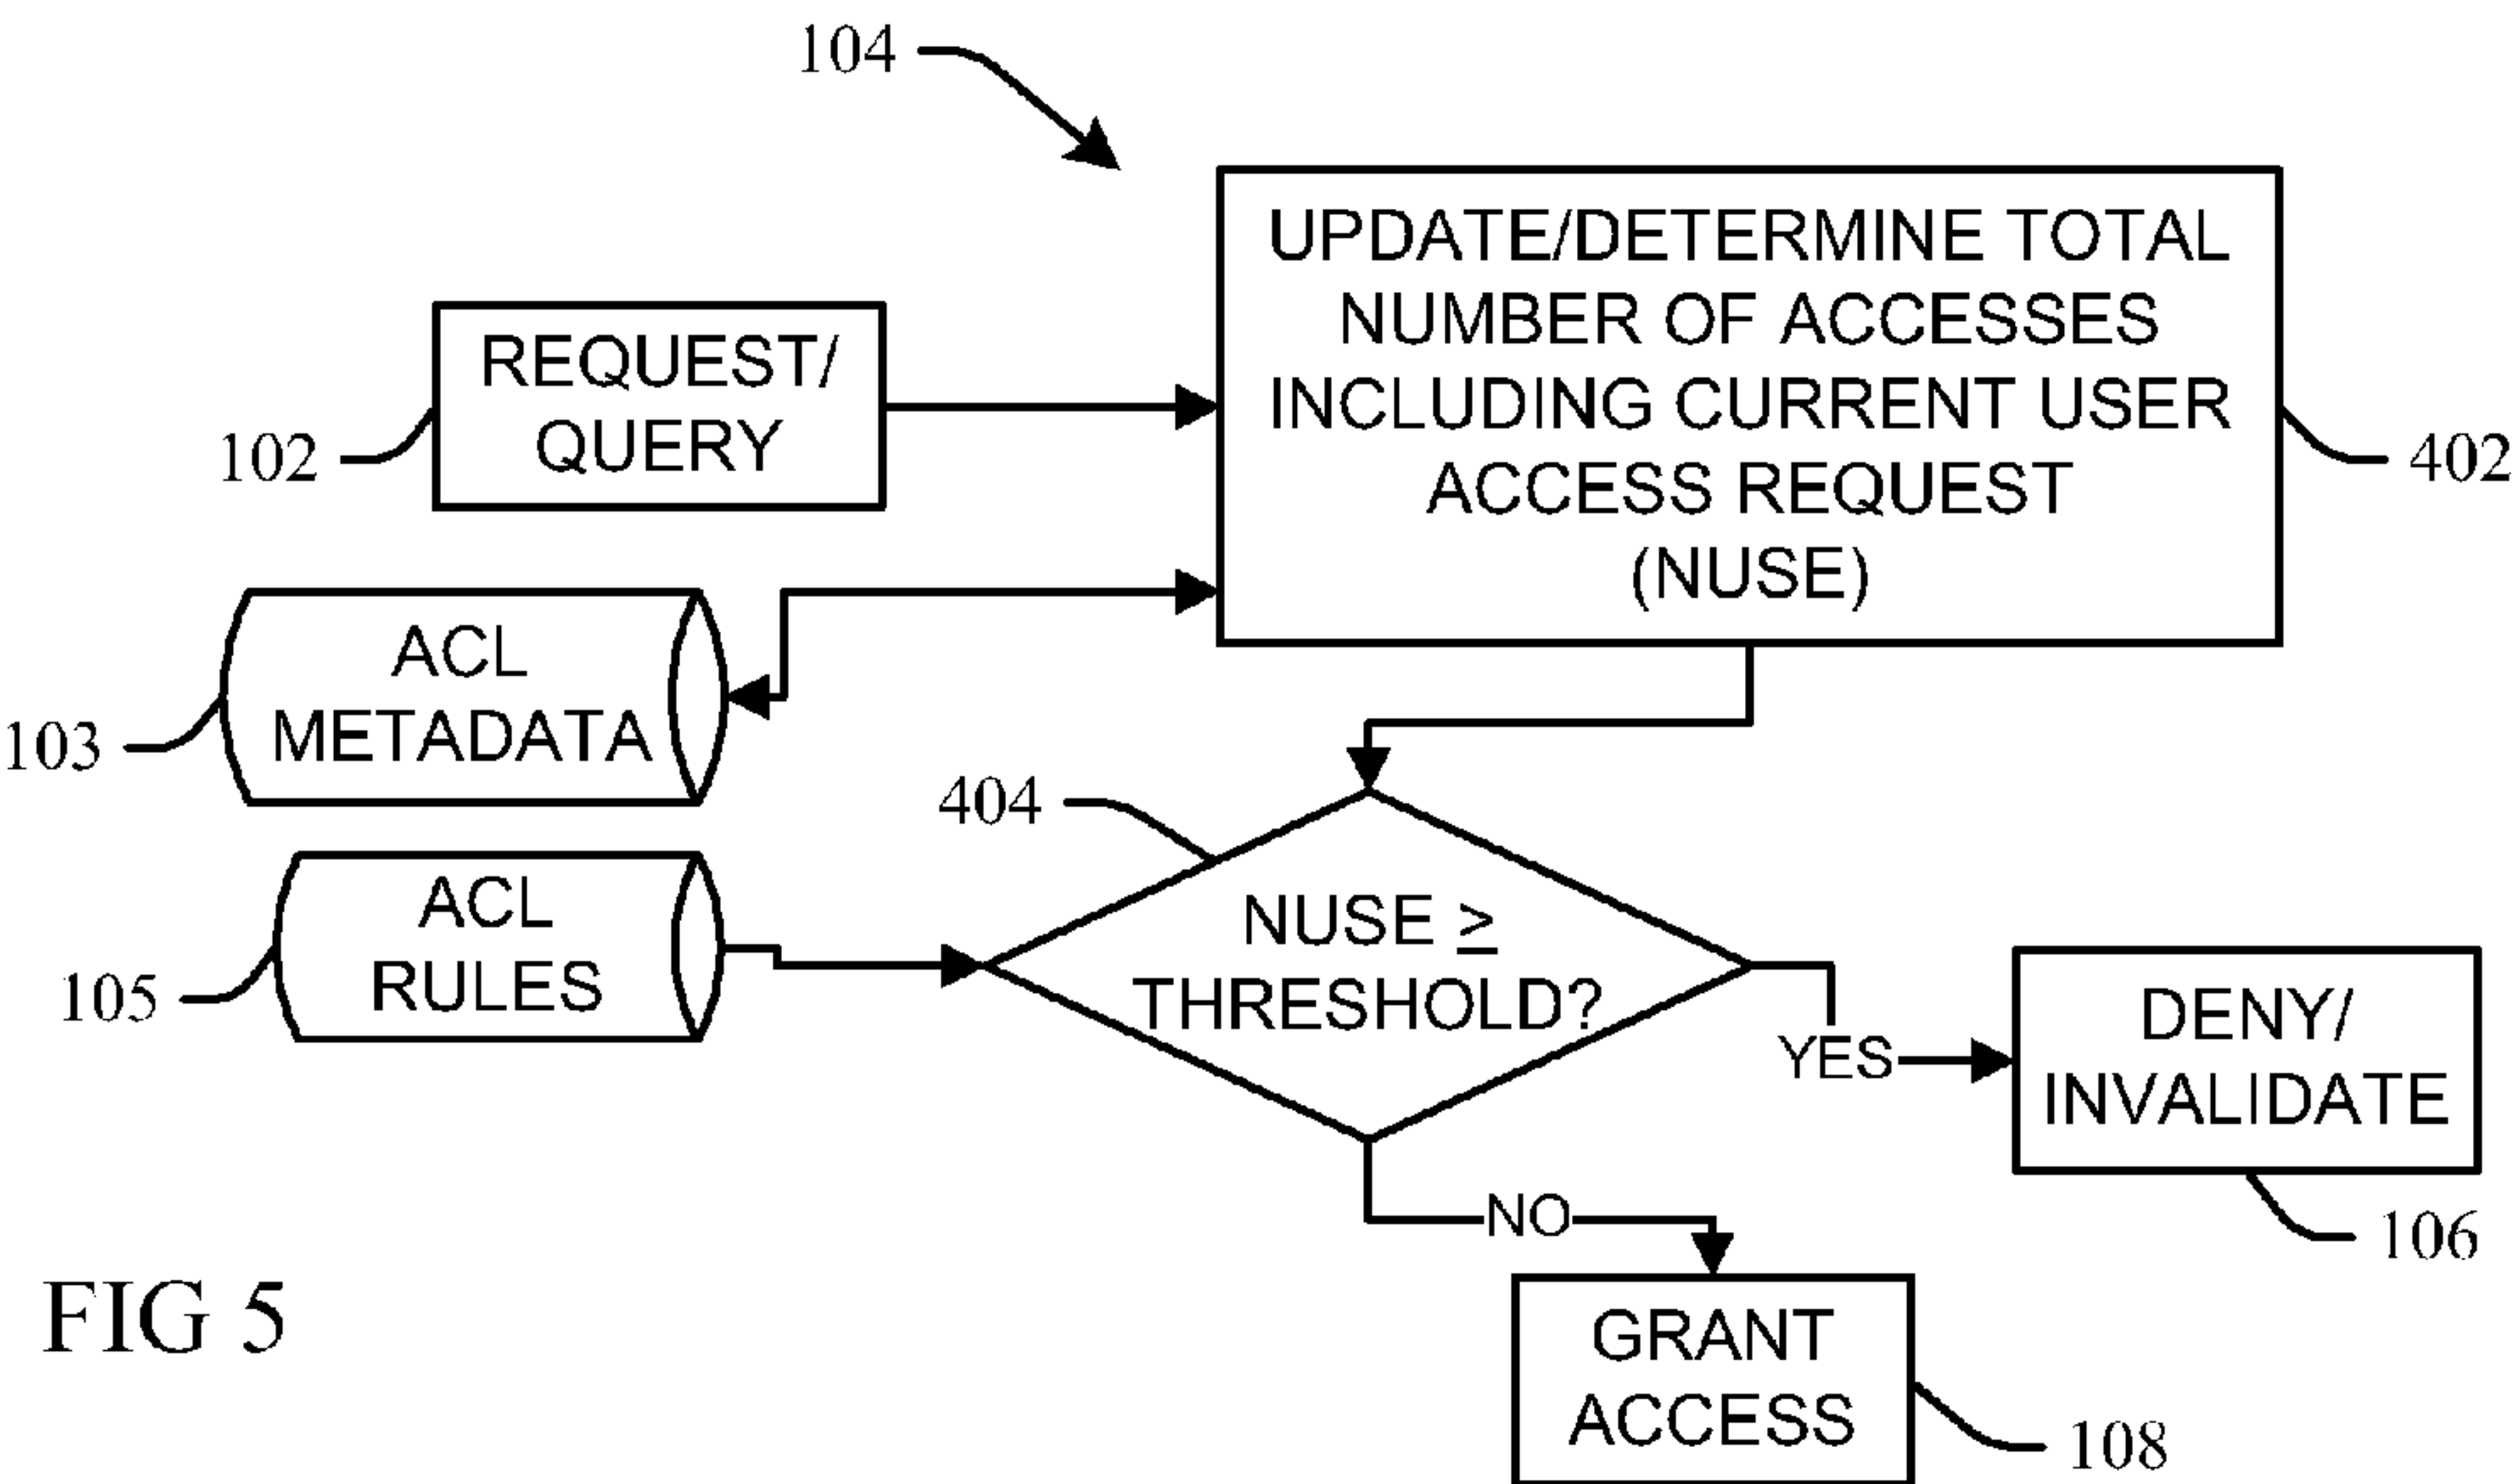 104
UPDATE/DETERMINE TOTAL
NUMBER OF ACCESSES
INCLUDING CURRENT USER
ACCESS REQUEST
(NUSE)
402
REQUEST/
QUERY
102
ACL
METADATA
103
404
ACL
RULES
105
NUSE ≥
THRESHOLD?
YES
DENY/
INVALIDATE
106
NO
GRANT
ACCESS
108
FIG 5